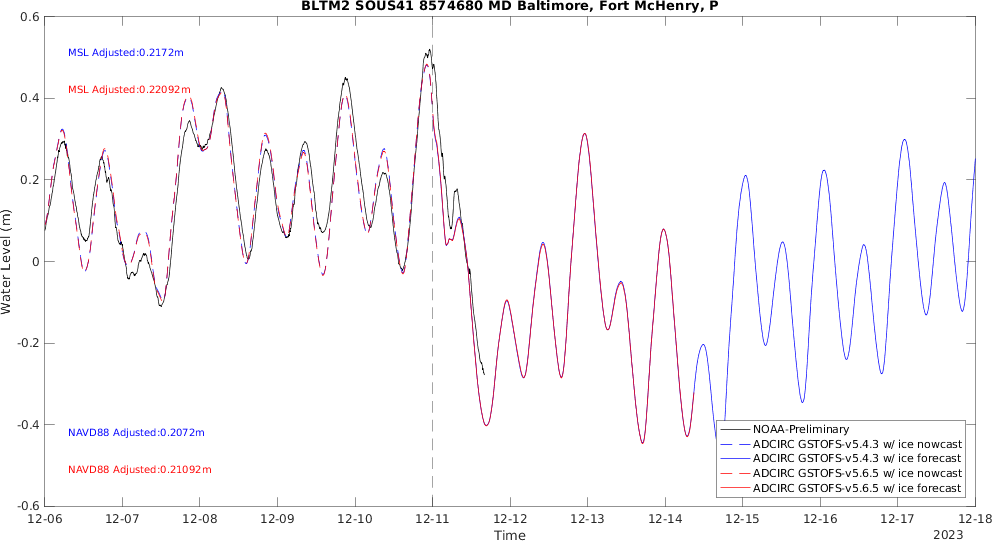 BLTM2 SOUS41 8574680 MD Baltimore, Fort McHenry, P
0.6
MSL Adjusted:0.2172m
MSL Adjusted:0.22092m
0.4
0.2
0
-0.2
-0.4
-0.6
Water Level (m)
NAVD88 Adjusted:0.2072m
NAVD88 Adjusted:0.21092m
NOAA-Preliminary
ADCIRC GSTOFS-v5.4.3 w/ ice nowcast
ADCIRC GSTOFS-v5.4.3 w/ ice forecast
ADCIRC GSTOFS-v5.6.5 w/ ice nowcast
ADCIRC GSTOFS-v5.6.5 w/ ice forecast
12-06 12-07 12-08 12-09 12-10 12-11 12-12 12-13 12-14 12-15 12-16 12-17 12-18
Time
2023